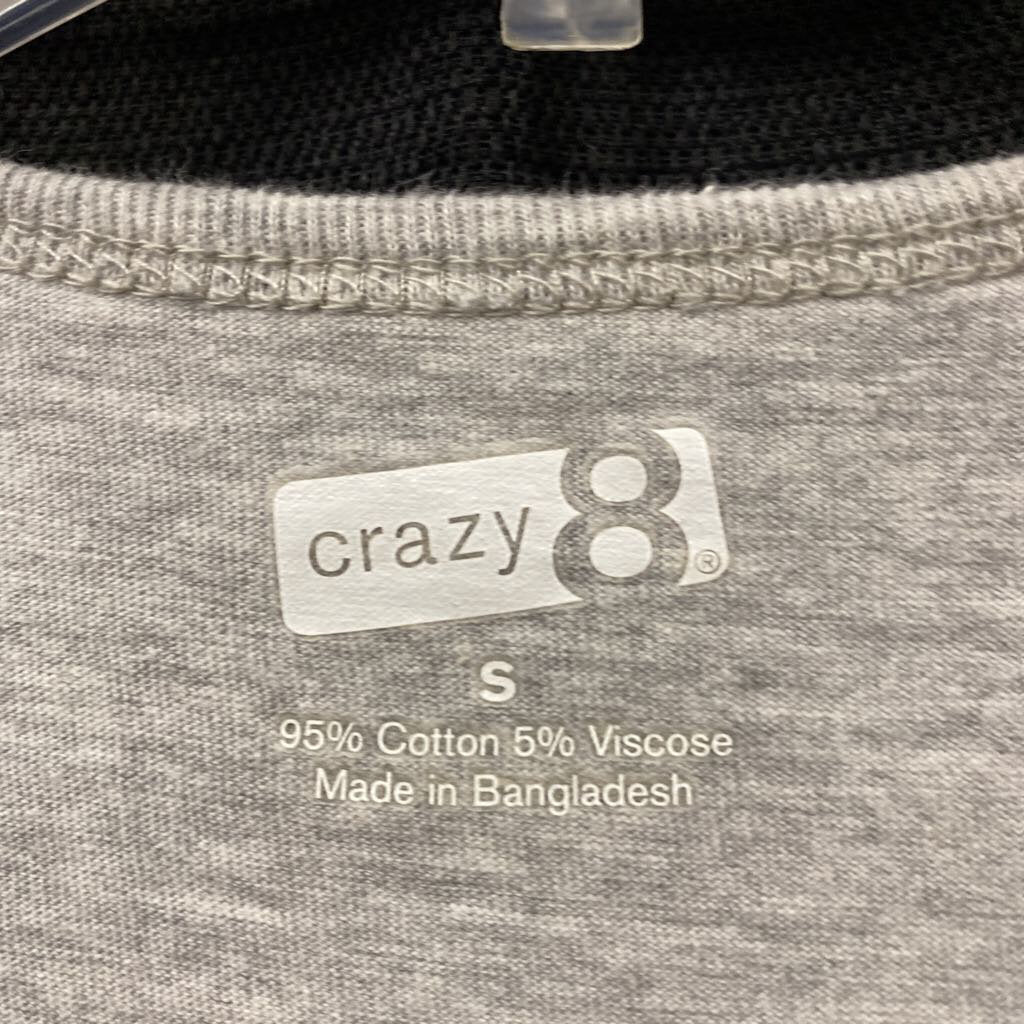 crazy 8®
S
95% Cotton 5% Viscose
Made in Bangladesh